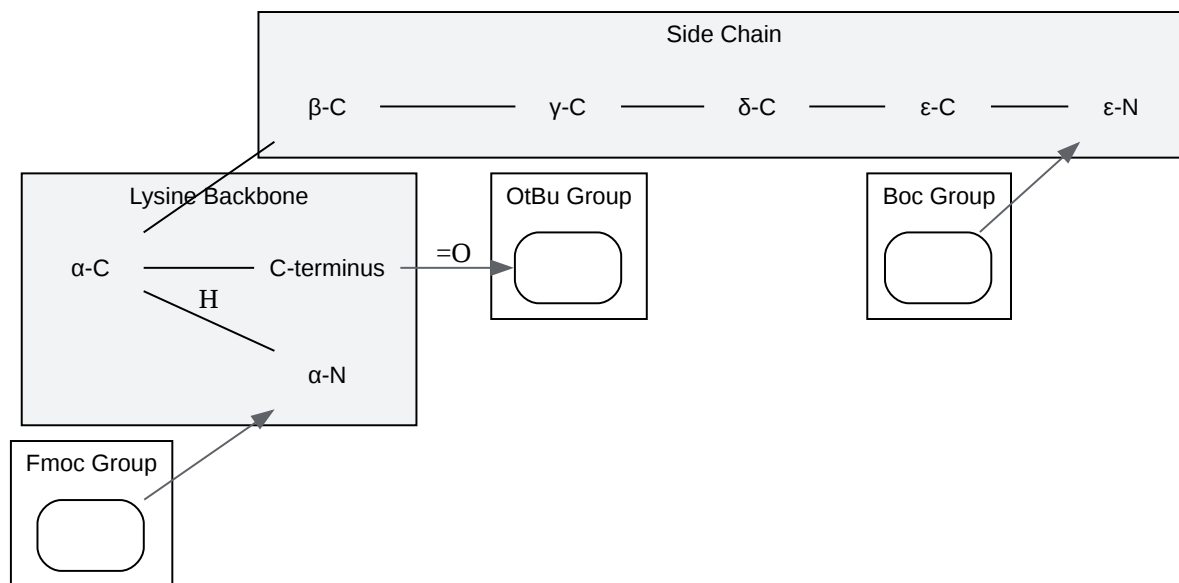 Side Chain
β-C
γ-C
δ-C
ε-C
ε-N
Lysine Backbone
OtBu Group
Boc Group
α-C
C-terminus
=O
H
α-N
Fmoc Group